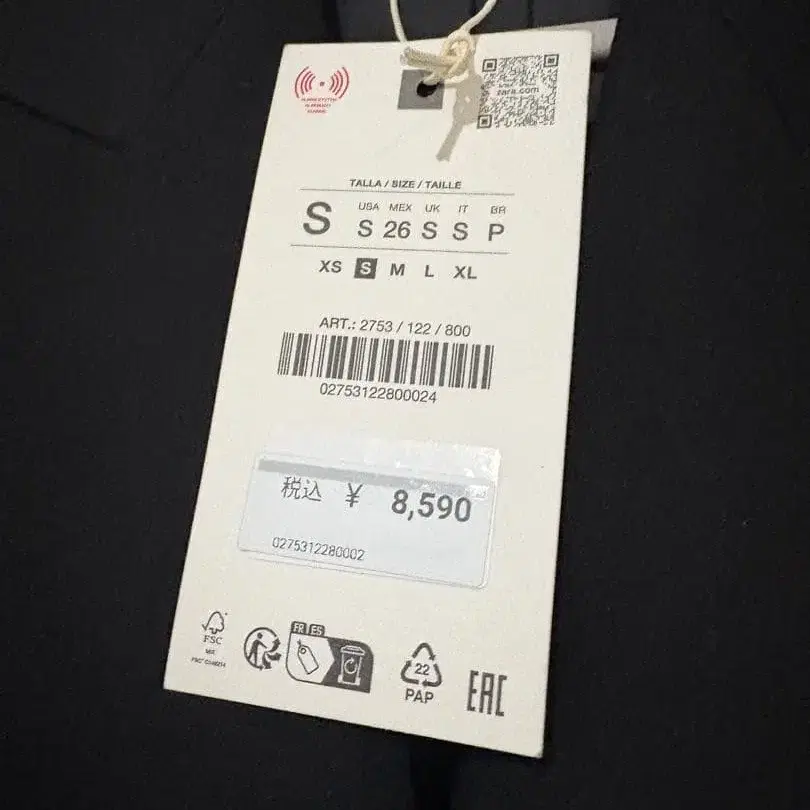 zara.com
TALLA / SIZE / TAILLE
USA MEX UK IT BR
S S 26 S S P
XS S M L XL
ART.: 2753 / 122 / 800
02753122800024
税込 ¥ 8,590
0275312280002
FR ES
FSC
MIX
22
PAP
EAC